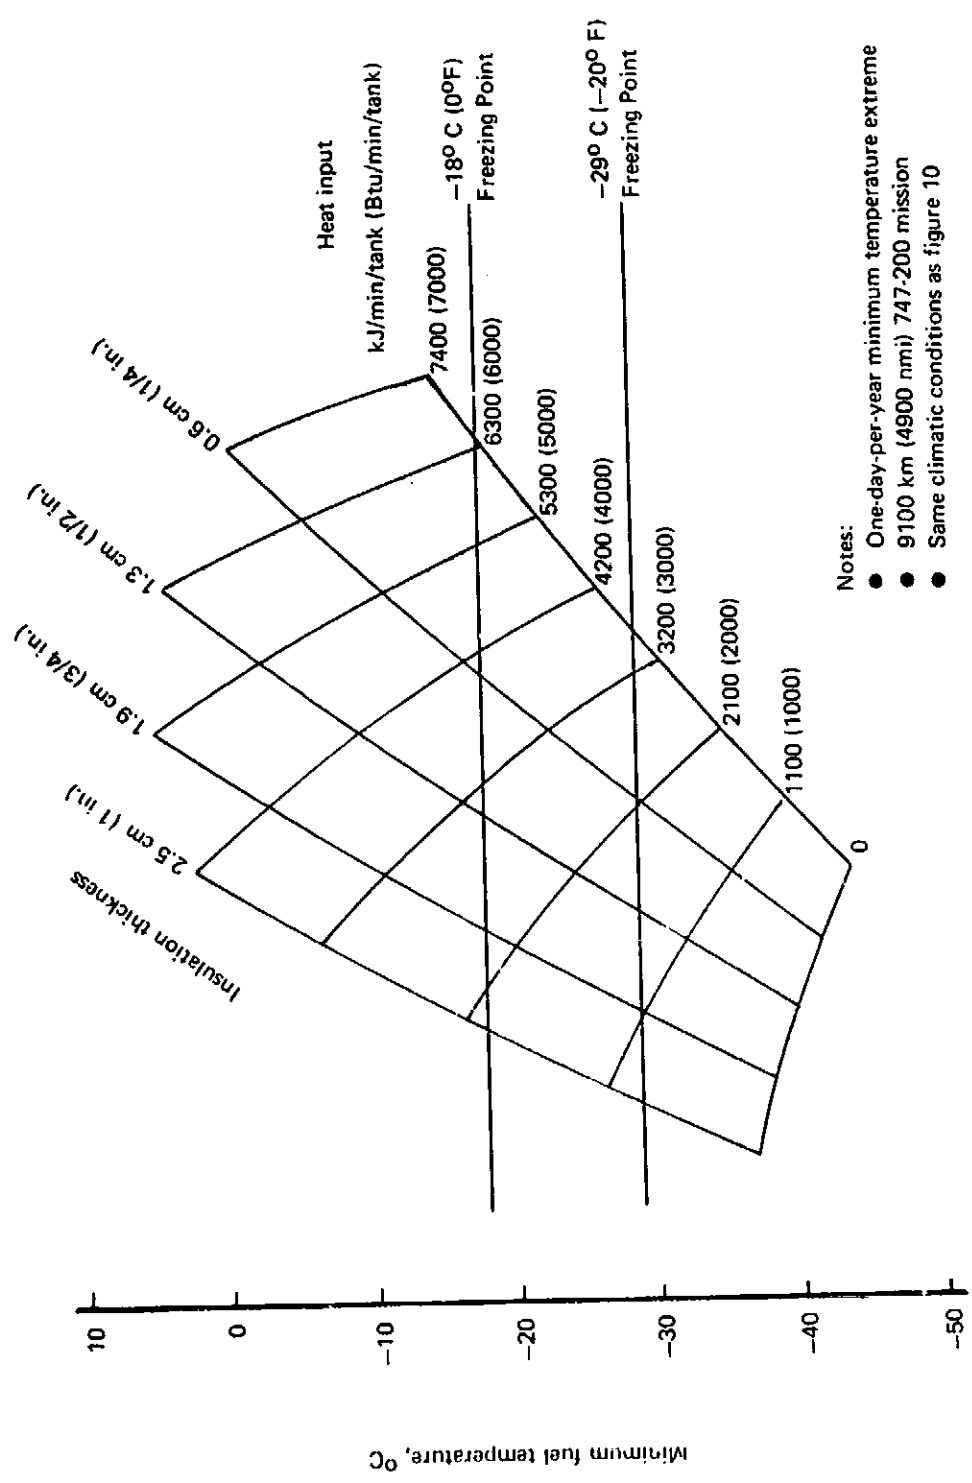 Minimum fuel temperature, °C
10
0
−10
−20
−30
−40
−50
Insulation thickness
2.5 cm (1 in.)
1.9 cm (3/4 in.)
1.3 cm (1/2 in.)
0.6 cm (1/4 in.)
Heat input
kJ/min/tank (Btu/min/tank)
7400 (7000)
6300 (6000)
5300 (5000)
4200 (4000)
3200 (3000)
2100 (2000)
1100 (1000)
0
−18° C (0°F)
Freezing Point
−29° C (−20° F)
Freezing Point
Notes:
● One-day-per-year minimum temperature extreme
● 9100 km (4900 nmi) 747-200 mission
● Same climatic conditions as figure 10